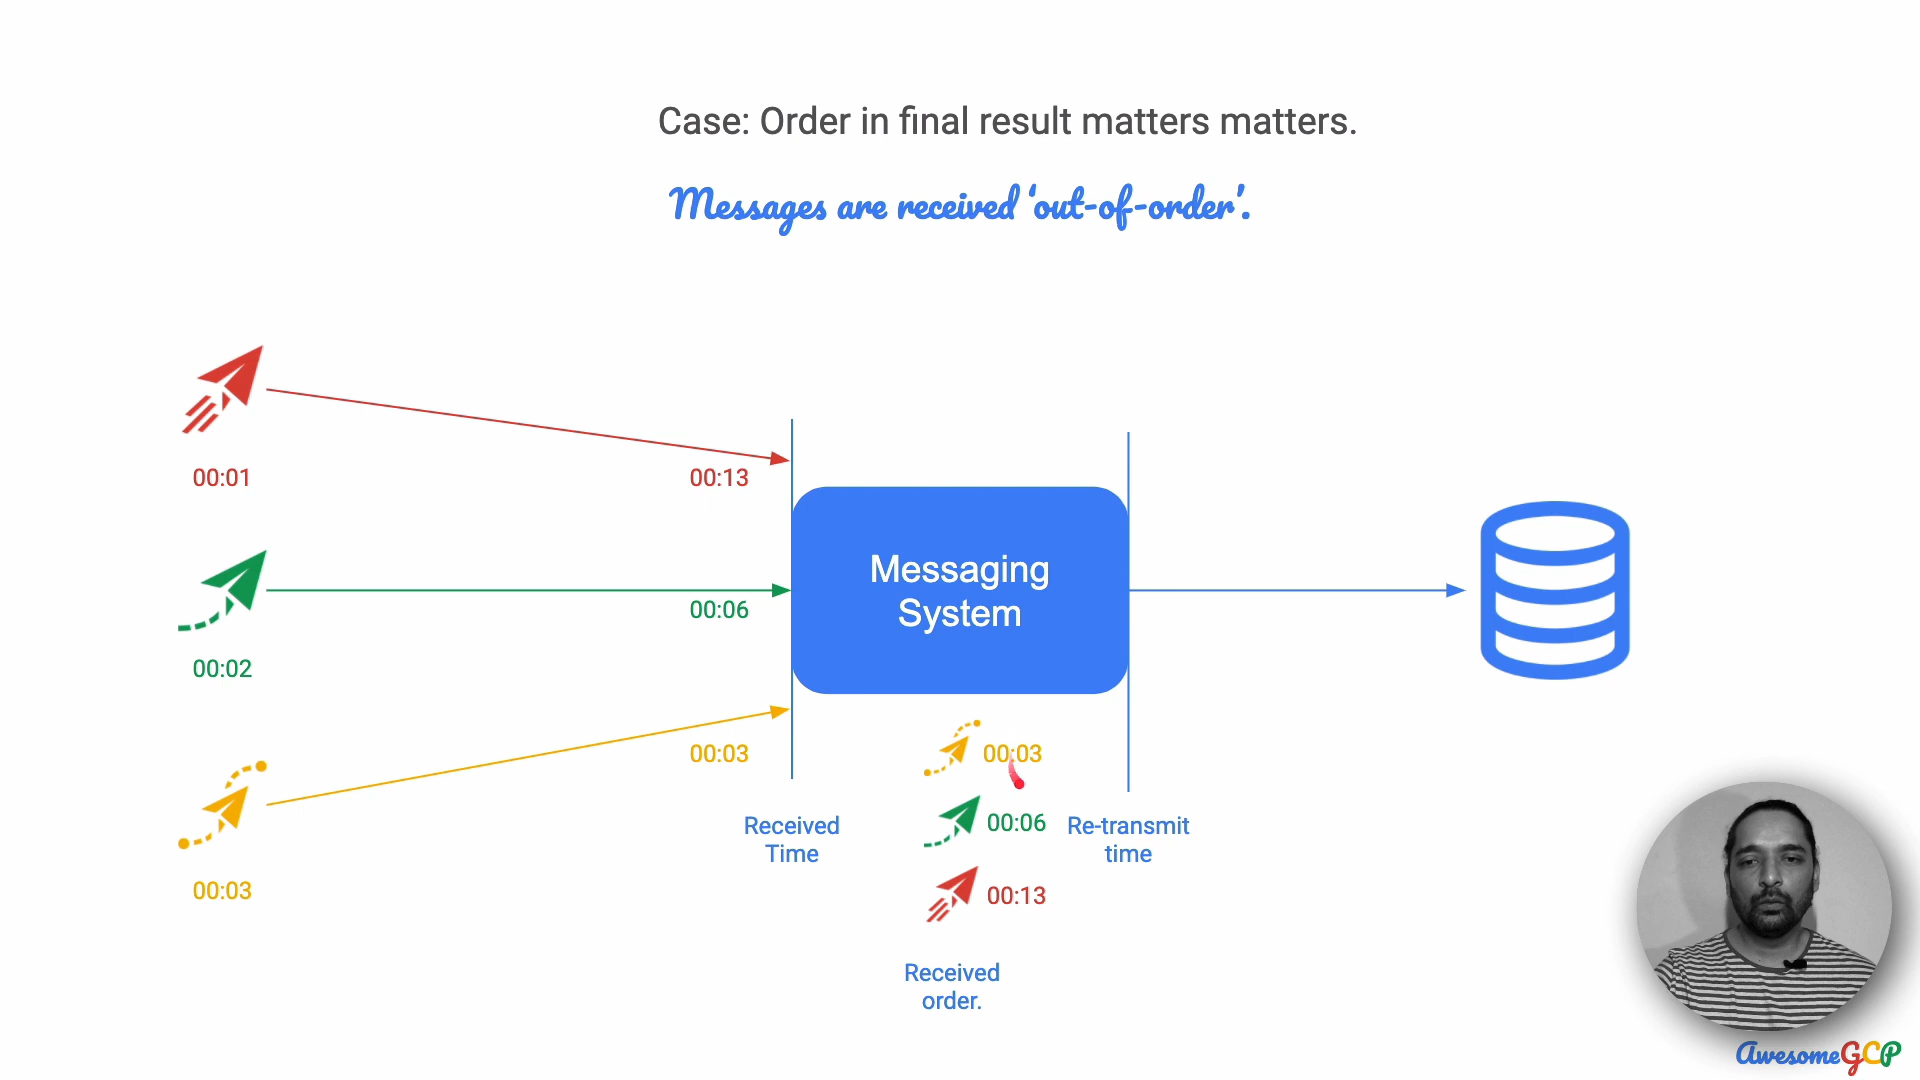 Case: Order in final result matters matters.
Messages are received ‘out-of-order’.
00:01
00:13
Messaging
System
00:06
00:02
00:03
00:03
00:03
00:06
00:13
Received
Time
Re-transmit
time
Received
order.
AwesomeGCP